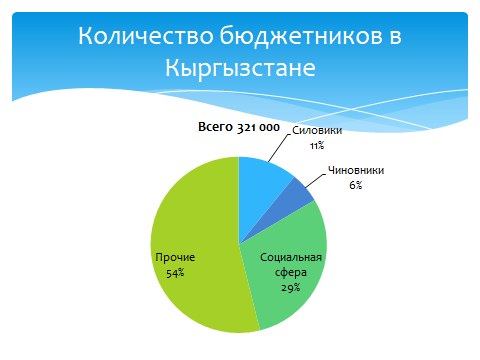 Количество бюджетников в
Кыргызстане
Всего 321 000
Силовики
11%
Чиновники
6%
Социальная
сфера
29%
Прочие
54%